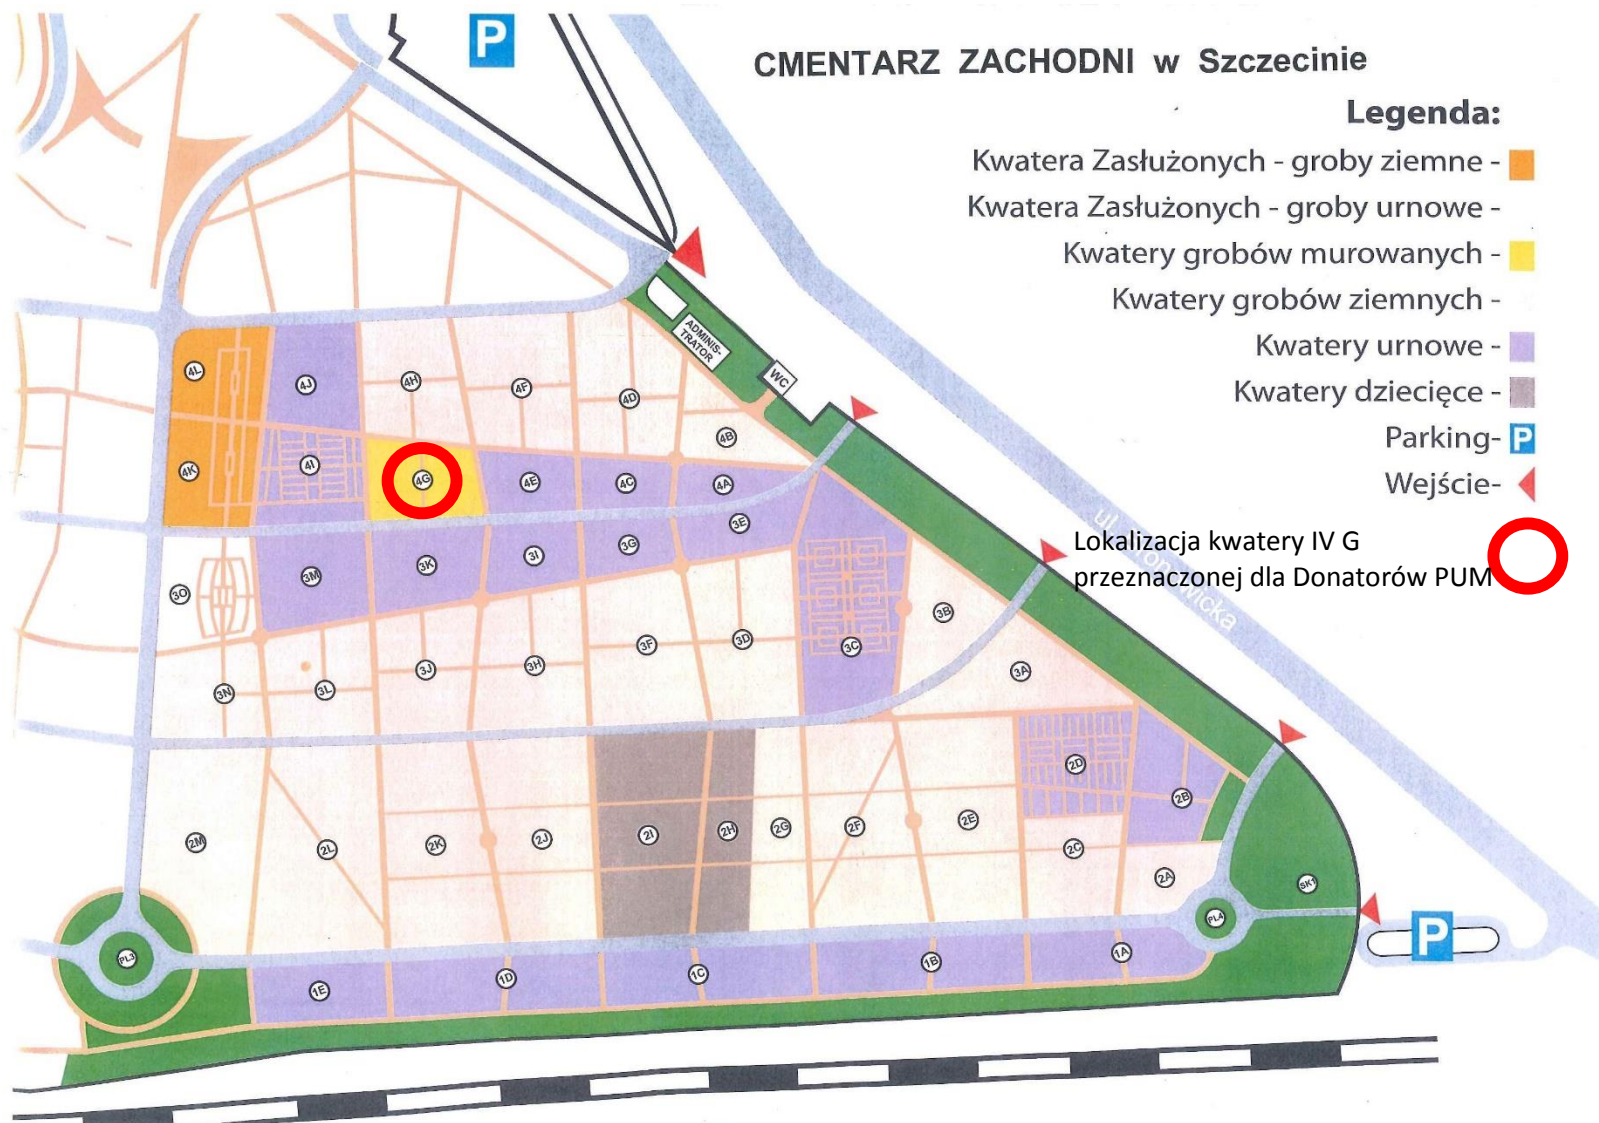 P
CMENTARZ ZACHODNI w Szczecinie
Legenda:
Kwatera Zasłużonych - groby ziemne -
Kwatera Zasłużonych - groby urnowe -
Kwatery grobów murowanych -
Kwatery grobów ziemnych -
Kwatery urnowe -
Kwatery dziecięce -
Parking- P
Wejście-
Lokalizacja kwatery IV G
przeznaczonej dla Donatorów PUM
ul.
ADMINIS-
TRATOR
WC
4L
4J
4H
4F
4D
4B
4K
4I
4G
4E
4C
4A
3O
3M
3K
3I
3G
3E
3N
3L
3J
3H
3F
3D
3C
3B
3A
2M
2L
2K
2J
2I
2H
2G
2F
2E
2D
2C
2B
2A
SK1
PL3
PL4
1E
1D
1C
1B
1A
P